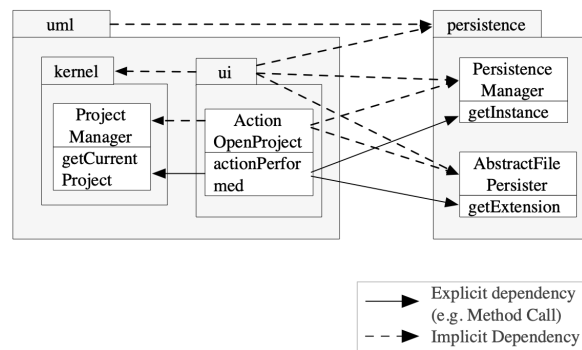 uml
persistence
kernel
ui
Persistence
Manager
getInstance
Project
Manager
getCurrent
Project
Action
OpenProject
actionPerfor
med
AbstractFile
Persister
getExtension
Explicit dependency
(e.g. Method Call)
Implicit Dependency